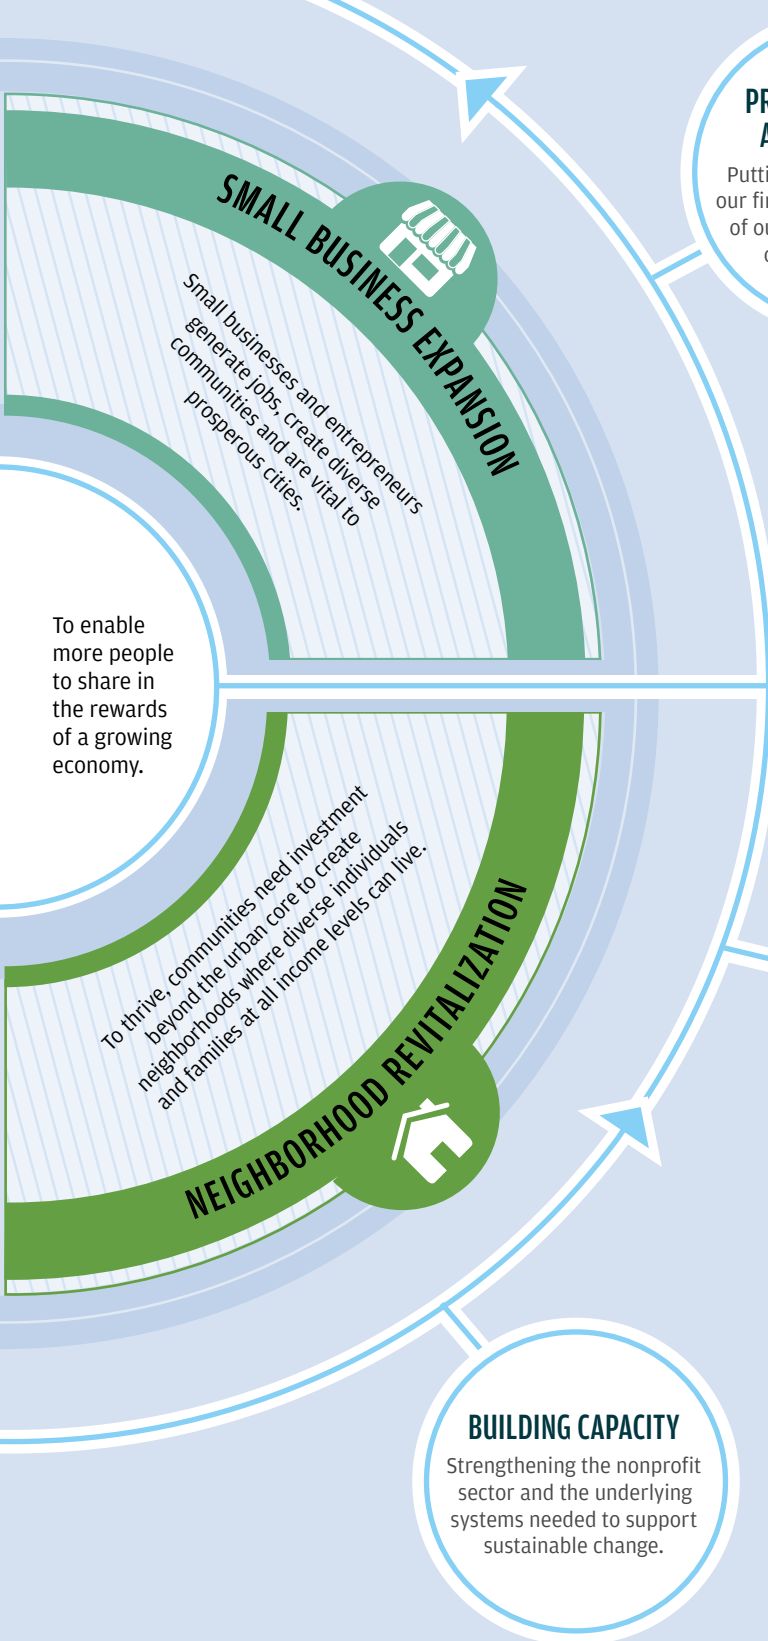 SMALL BUSINESS EXPANSION
Small businesses and entrepreneurs
generate jobs, create diverse
communities and are vital to
prosperous cities.
To enable
more people
to share in
the rewards
of a growing
economy.
To thrive, communities need investment
beyond the urban core to create
neighborhoods where diverse individuals
and families at all income levels can live.
NEIGHBORHOOD REVITALIZATION
BUILDING CAPACITY
Strengthening the nonprofit
sector and the underlying
systems needed to support
sustainable change.
our
of